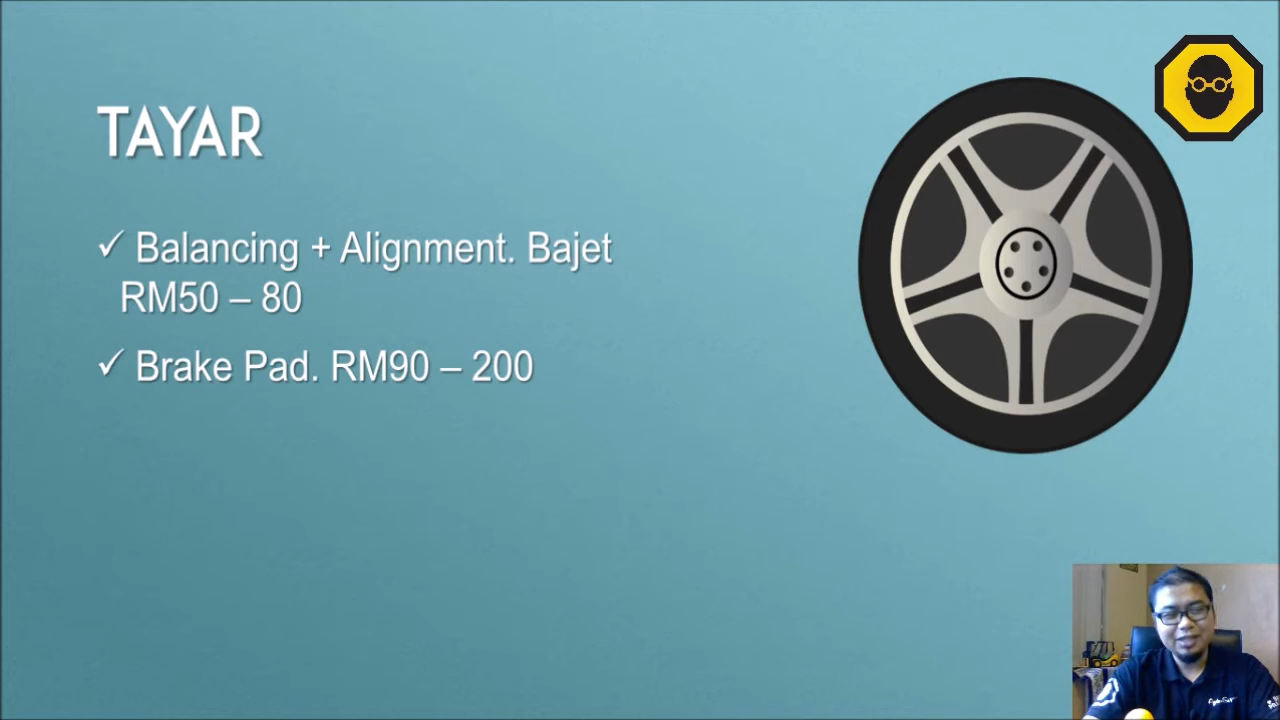 TAYAR
✓ Balancing + Alignment. Bajet
RM50 – 80
✓ Brake Pad. RM90 – 200